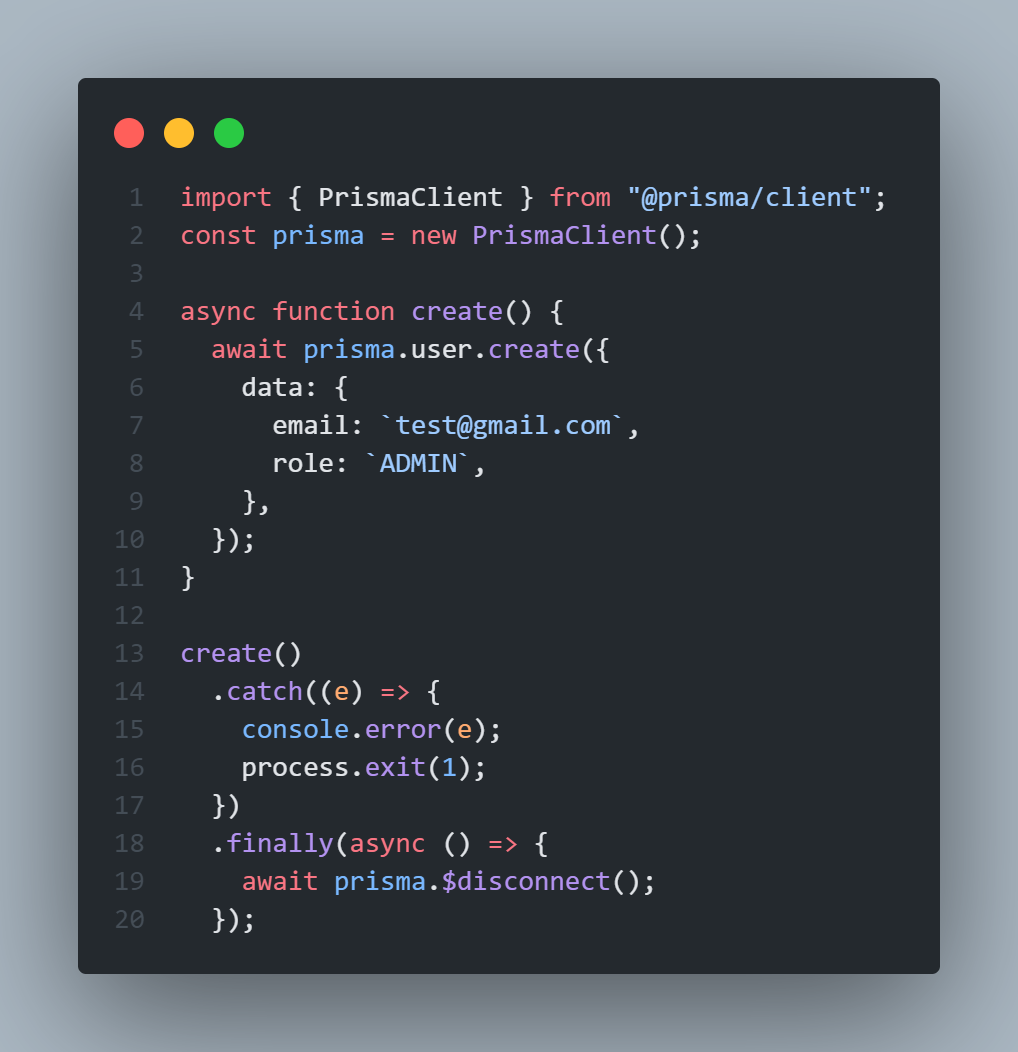 1 import { PrismaClient } from "@prisma/client";
2 const prisma = new PrismaClient();
3
4 async function create() {
5   await prisma.user.create({
6     data: {
7       email: `test@gmail.com`,
8       role: `ADMIN`,
9     },
10   });
11 }
12
13 create()
14   .catch((e) => {
15     console.error(e);
16     process.exit(1);
17   })
18   .finally(async () => {
19     await prisma.$disconnect();
20   });